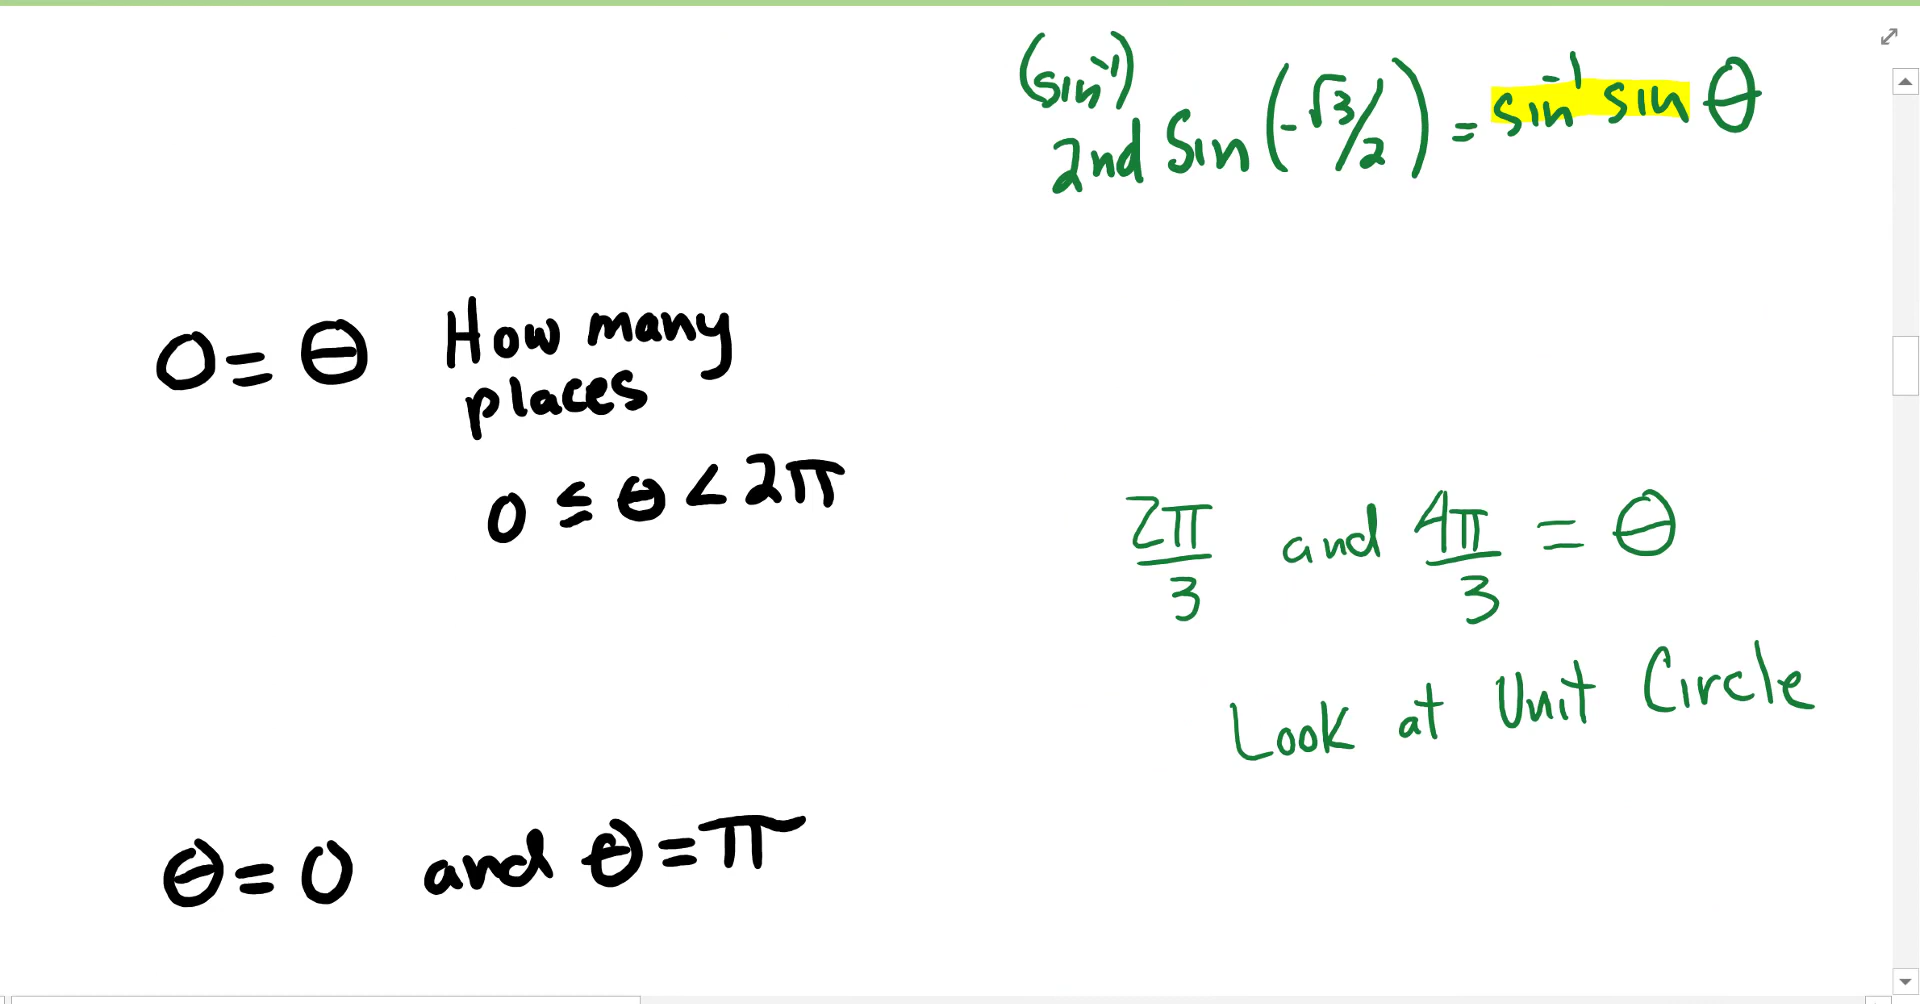 (sin⁻¹)
2nd Sin (-√3/2) = sin⁻¹ sin θ
0 = θ How many
places
0 ≤ θ < 2π
2π/3 and 4π/3 = θ
Look at Unit Circle
θ = 0 and θ = π